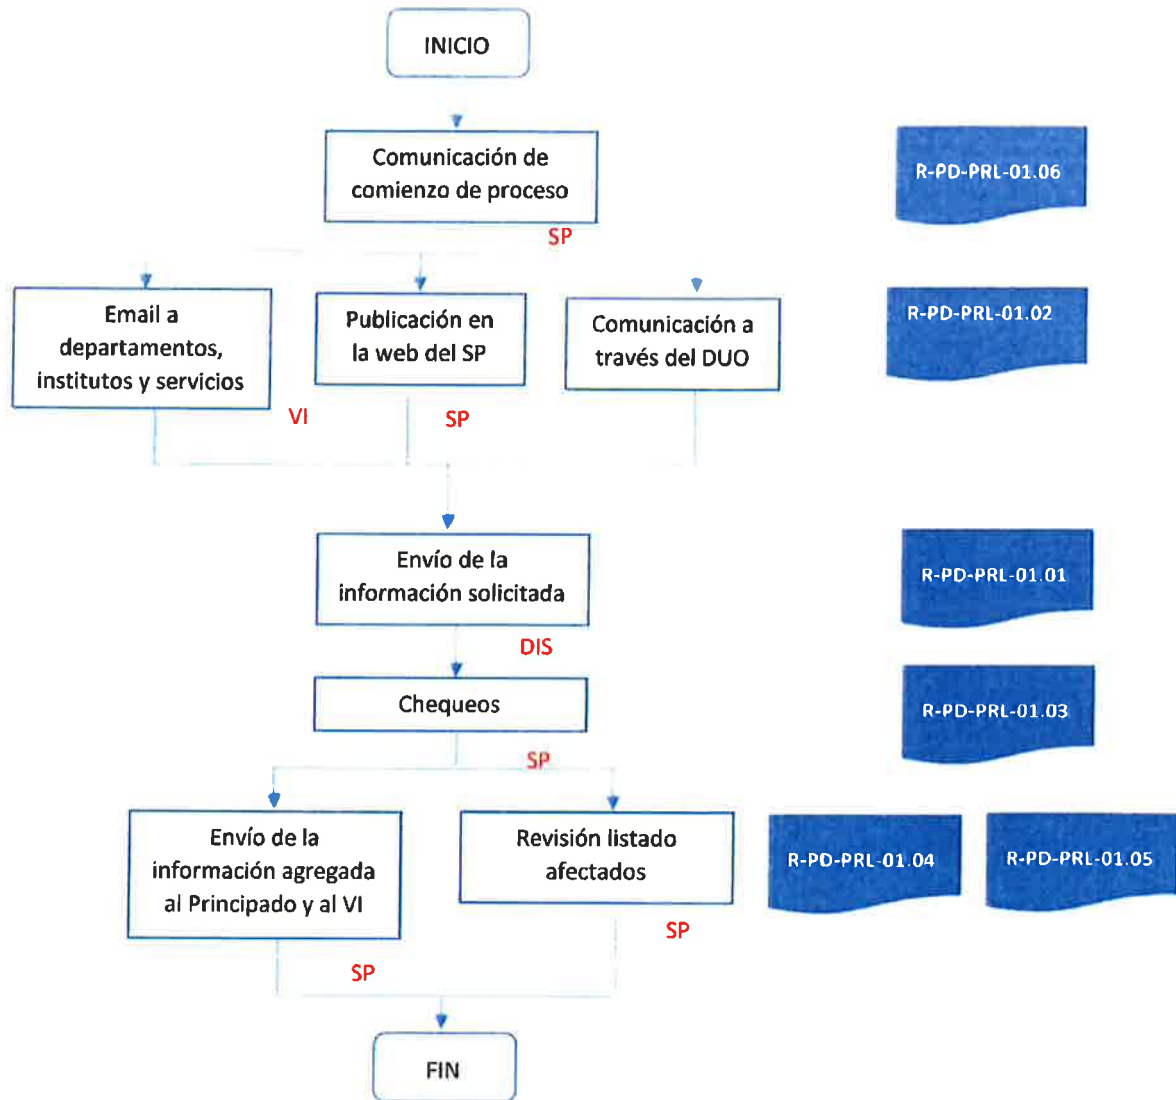 INICIO
Comunicación de
comienzo de proceso
SP
R-PD-PRL-01.06
Email a
departamentos,
institutos y servicios
VI
Publicación en
la web del SP
SP
Comunicación a
través del DUO
R-PD-PRL-01.02
Envío de la
información solicitada
DIS
R-PD-PRL-01.01
Chequeos
SP
R-PD-PRL-01.03
Envío de la
información agregada
al Principado y al VI
SP
Revisión listado
afectados
SP
R-PD-PRL-01.04
R-PD-PRL-01.05
FIN